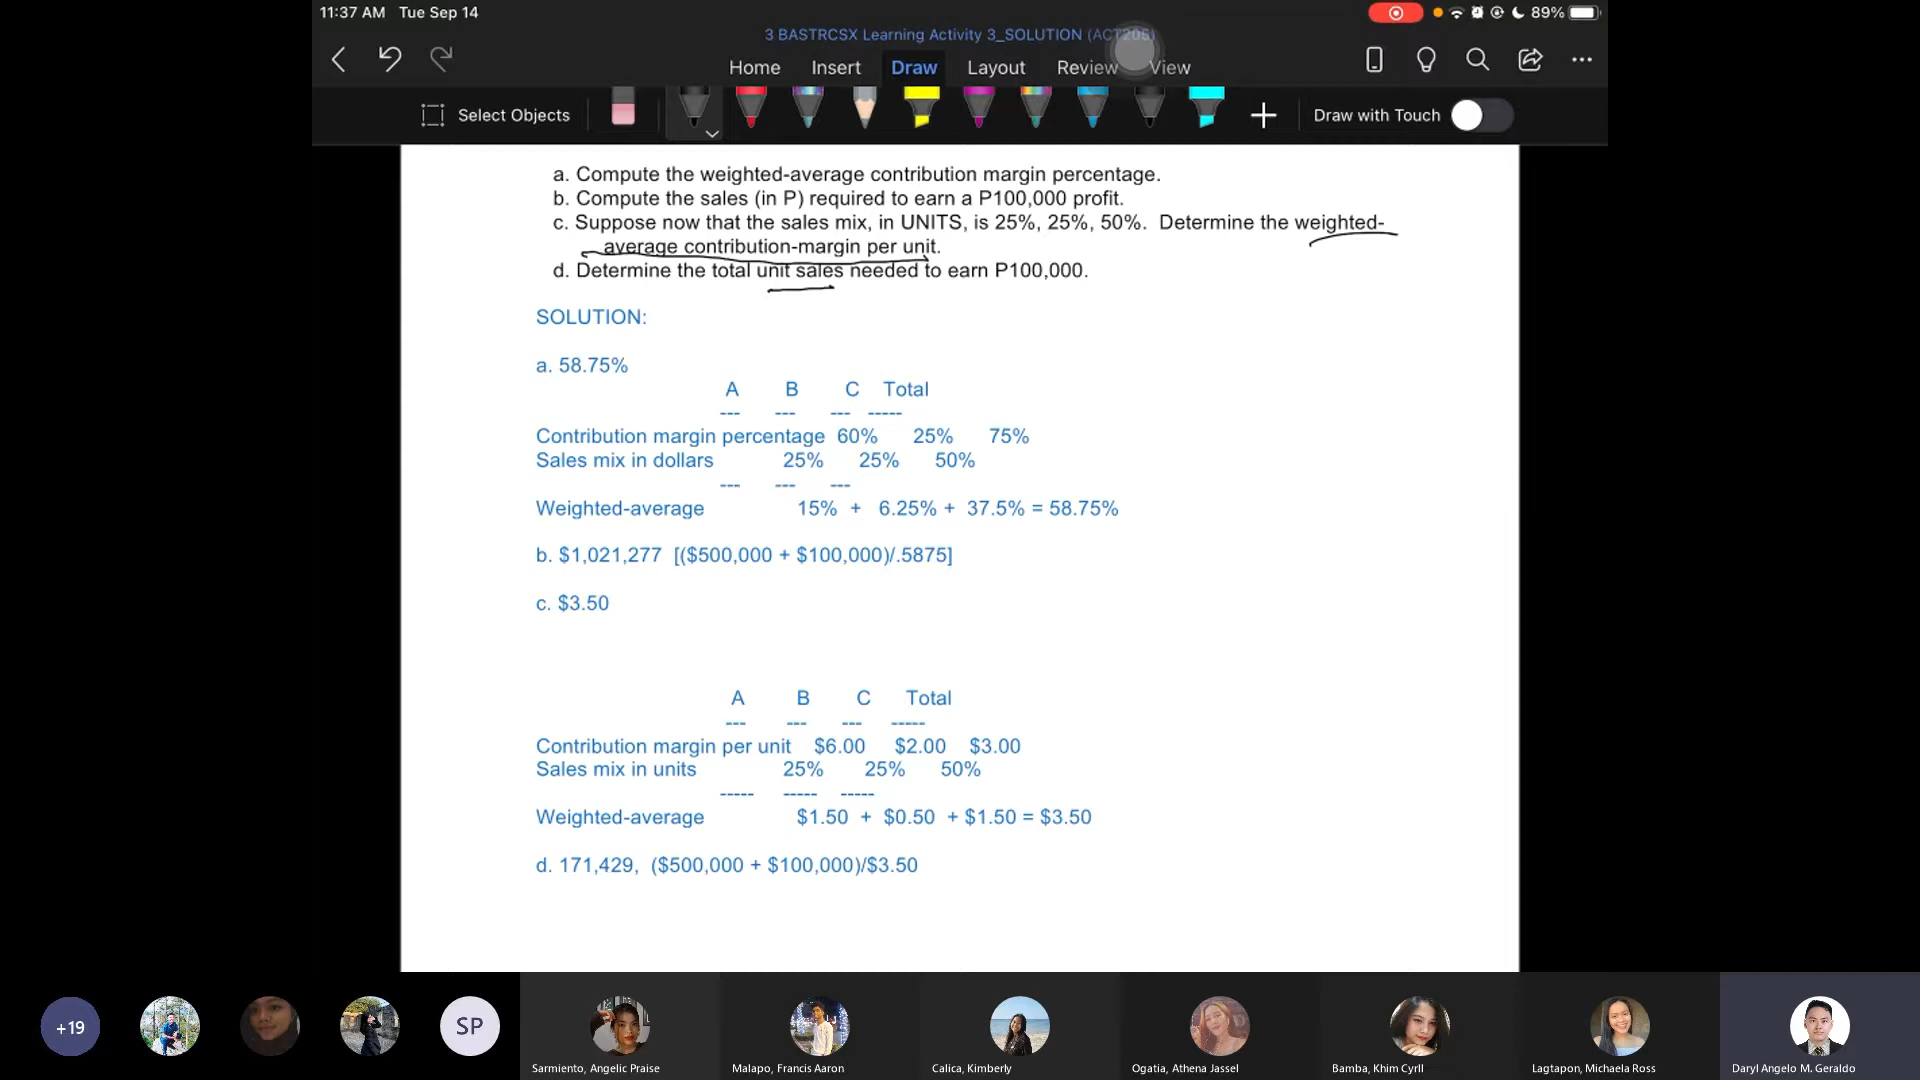 11:37 AM Tue Sep 14
89%
3 BASTRCSX Learning Activity 3_SOLUTION (ACT205)
Home Insert Draw Layout Review View
Select Objects
Draw with Touch
a. Compute the weighted-average contribution margin percentage.
b. Compute the sales (in P) required to earn a P100,000 profit.
c. Suppose now that the sales mix, in UNITS, is 25%, 25%, 50%. Determine the weighted-
average contribution-margin per unit.
d. Determine the total unit sales needed to earn P100,000.
SOLUTION:
a. 58.75%
A B C Total
--- --- --- -----
Contribution margin percentage 60% 25% 75%
Sales mix in dollars 25% 25% 50%
--- --- ---
Weighted-average 15% + 6.25% + 37.5% = 58.75%
b. $1,021,277 [($500,000 + $100,000)/.5875]
c. $3.50
A B C Total
--- --- --- -----
Contribution margin per unit $6.00 $2.00 $3.00
Sales mix in units 25% 25% 50%
----- ----- -----
Weighted-average $1.50 + $0.50 + $1.50 = $3.50
d. 171,429, ($500,000 + $100,000)/$3.50
+19
SP
Sarmiento, Angelic Praise
Malapo, Francis Aaron
Calica, Kimberly
Ogatia, Athena Jassel
Bamba, Khim Cyrll
Lagtapon, Michaela Ross
Daryl Angelo M. Geraldo